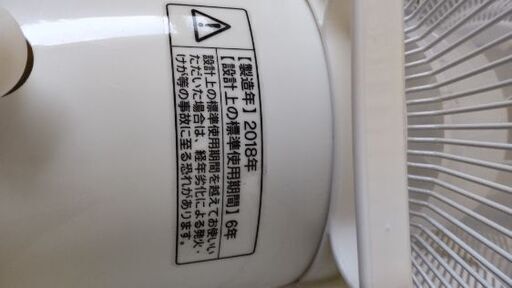 【製造年】2018年
【設計上の標準使用期間】6年
設計上の標準使用期間を越えてお使いい
ただいた場合は、経年劣化による発火・
けが等の事故に至る恐れがあります。